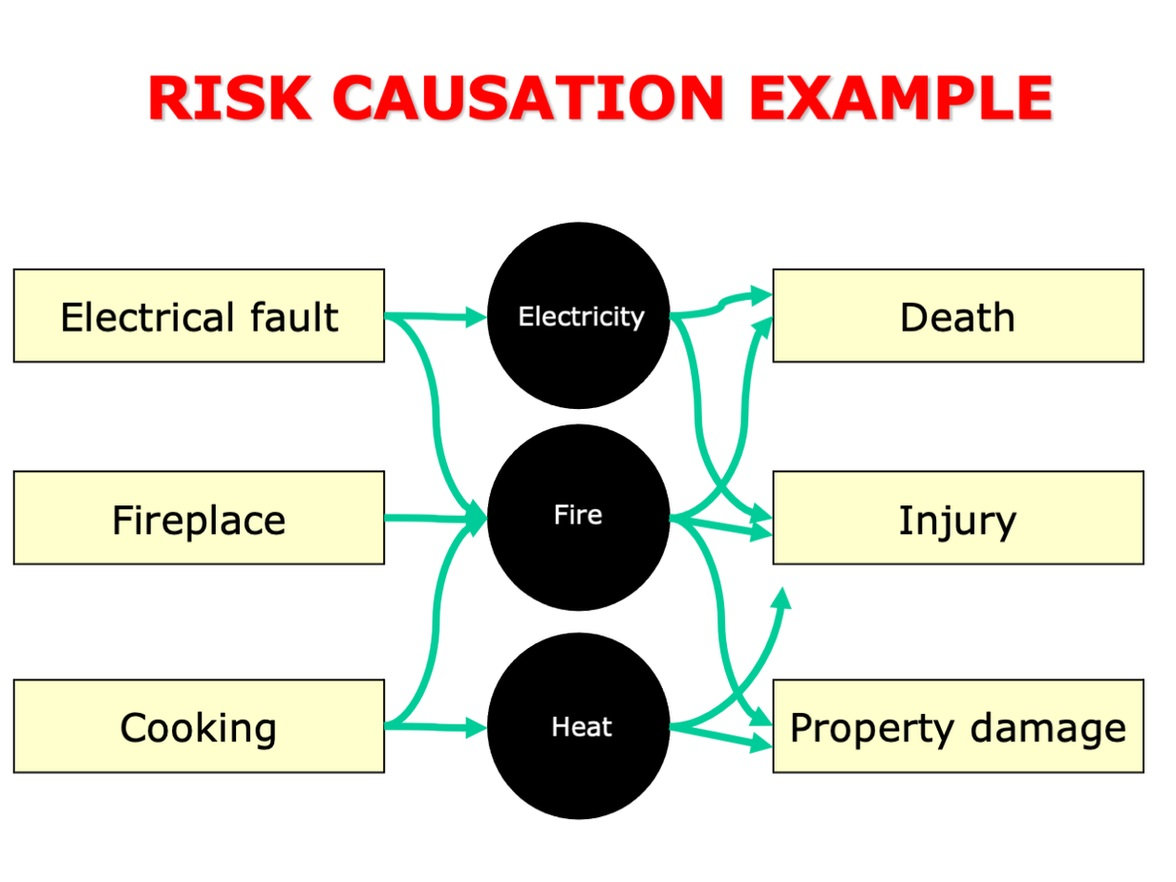 RISK CAUSATION EXAMPLE
Electrical fault
Electricity
Death
Fireplace
Fire
Injury
Cooking
Heat
Property damage